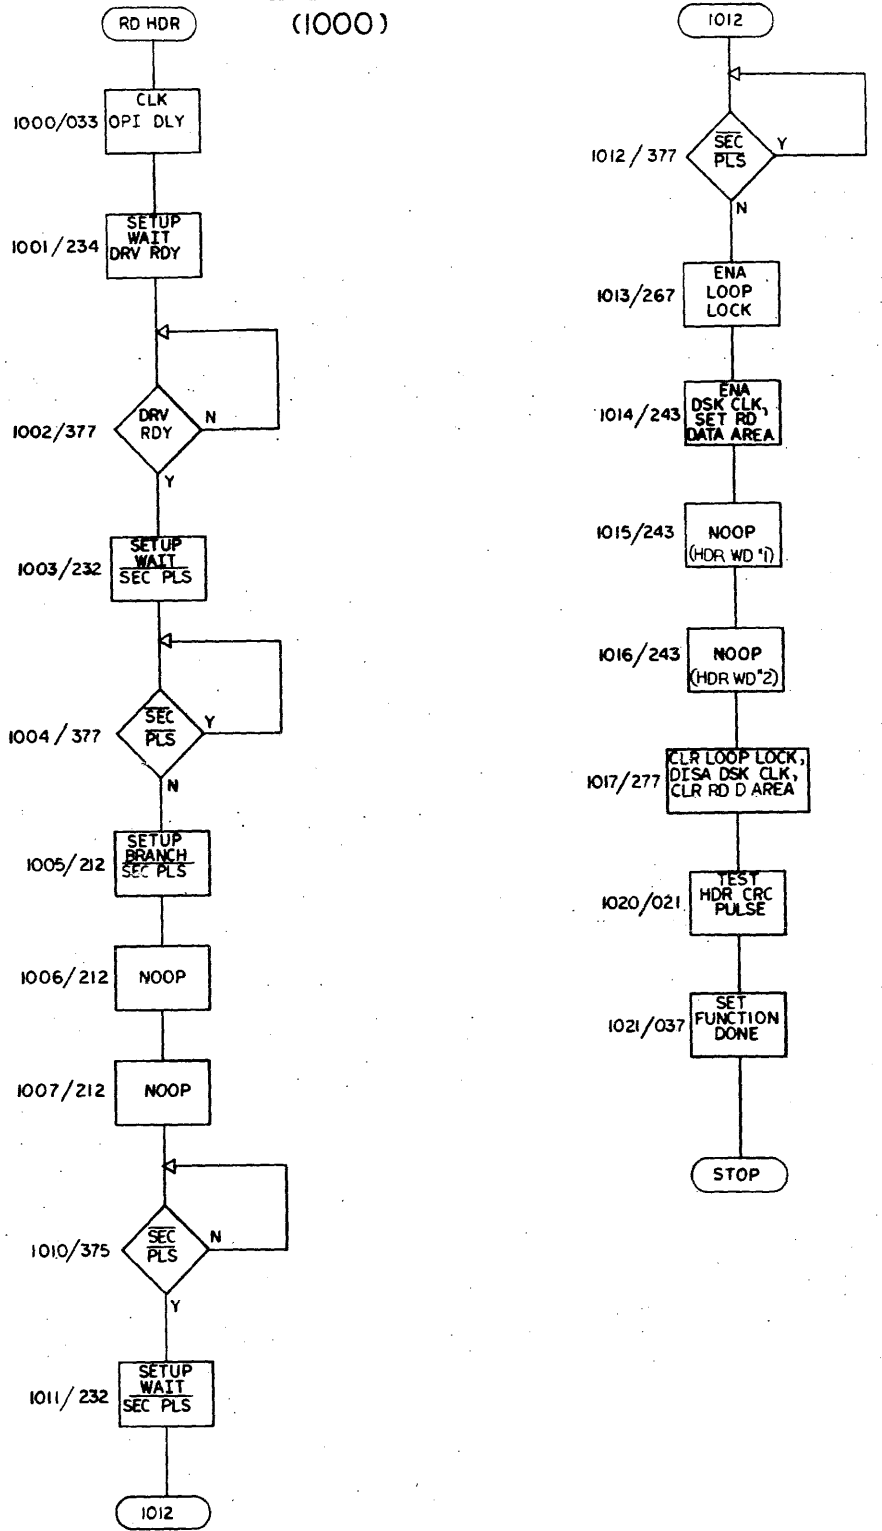 RD HDR
(1000)
1000/033
CLK
OPI DLY
1001/234
SETUP
WAIT
DRV RDY
1002/377
DRV
RDY
N
Y
1003/232
SETUP
WAIT
SEC PLS
1004/377
SEC
PLS
Y
N
1005/212
SETUP
BRANCH
SEC PLS
1006/212
NOOP
1007/212
NOOP
1010/375
SEC
PLS
N
Y
1011/232
SETUP
WAIT
SEC PLS
1012
1012
1012/377
SEC
PLS
Y
N
1013/267
ENA
LOOP
LOCK
1014/243
ENA
DSK CLK,
SET RD
DATA AREA
1015/243
NOOP
(HDR WD #1)
1016/243
NOOP
(HDR WD #2)
1017/277
CLR LOOP LOCK,
DISA DSK CLK,
CLR RD D AREA
1020/021
TEST
HDR CRC
PULSE
1021/037
SET
FUNCTION
DONE
STOP